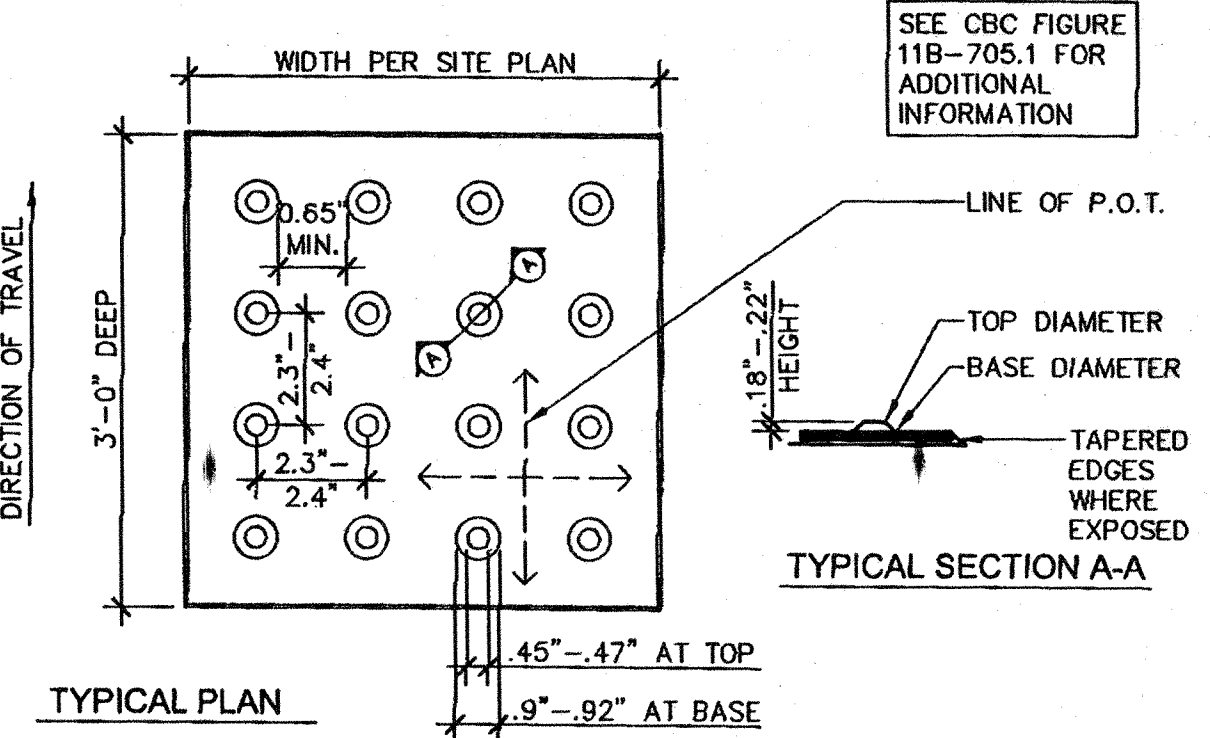 SEE CBC FIGURE
11B-705.1 FOR
ADDITIONAL
INFORMATION
WIDTH PER SITE PLAN
DIRECTION OF TRAVEL
3'-0" DEEP
0.65"
MIN.
A
A
2.3"-
2.4"
2.3"-
2.4"
LINE OF P.O.T.
.18"-.22"
HEIGHT
TOP DIAMETER
BASE DIAMETER
TAPERED
EDGES
WHERE
EXPOSED
TYPICAL SECTION A-A
.45"-.47" AT TOP
.9"-.92" AT BASE
TYPICAL PLAN